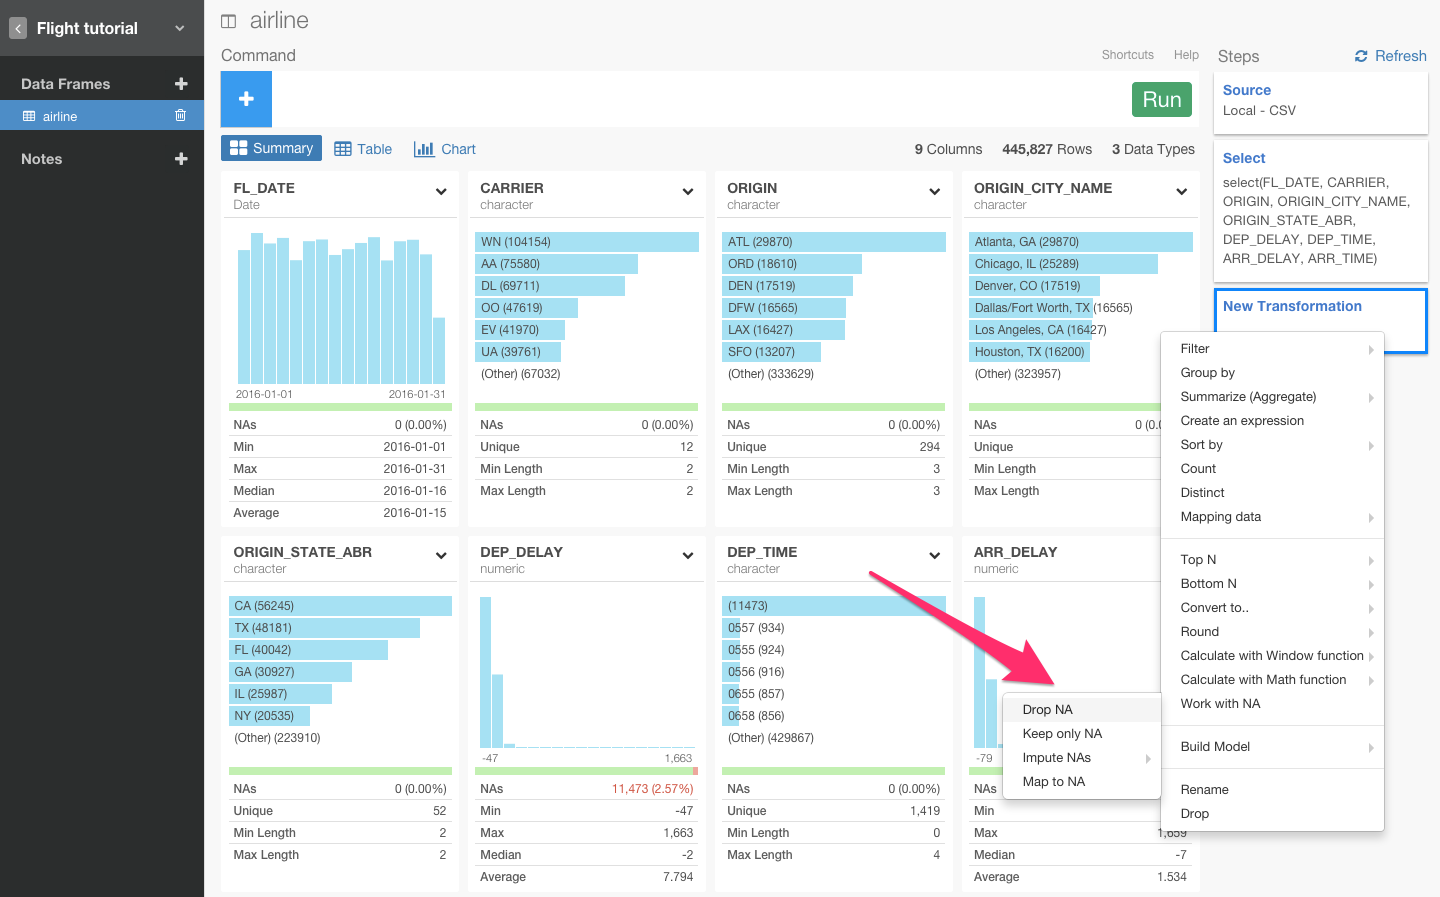 Flight tutorial
Data Frames
airline
Notes
airline
Command
Shortcuts Help
Run
Summary Table Chart
9 Columns 445,827 Rows 3 Data Types
FL_DATE
Date
2016-01-01 2016-01-31
NAs 0 (0.00%)
Min 2016-01-01
Max 2016-01-31
Median 2016-01-16
Average 2016-01-15
CARRIER
character
WN (104154)
AA (75580)
DL (69711)
OO (47619)
EV (41970)
UA (39761)
(Other) (67032)
NAs 0 (0.00%)
Unique 12
Min Length 2
Max Length 2
ORIGIN
character
ATL (29870)
ORD (18610)
DEN (17519)
DFW (16565)
LAX (16427)
SFO (13207)
(Other) (333629)
NAs 0 (0.00%)
Unique 294
Min Length 3
Max Length 3
ORIGIN_CITY_NAME
character
Atlanta, GA (29870)
Chicago, IL (25289)
Denver, CO (17519)
Dallas/Fort Worth, TX (16565)
Los Angeles, CA (16427)
Houston, TX (16200)
(Other) (323957)
NAs 0 (0.0
Unique
Min Length
Max Length
ORIGIN_STATE_ABR
character
CA (56245)
TX (48181)
FL (40042)
GA (30927)
IL (25987)
NY (20535)
(Other) (223910)
NAs 0 (0.00%)
Unique 52
Min Length 2
Max Length 2
DEP_DELAY
numeric
-47 1,663
NAs 11,473 (2.57%)
Min -47
Max 1,663
Median -2
Average 7.794
DEP_TIME
character
(11473)
0557 (934)
0555 (924)
0556 (916)
0655 (857)
0658 (856)
(Other) (429867)
NAs 0 (0.00%)
Unique 1,419
Min Length 0
Max Length 4
ARR_DELAY
numeric
-79
NAs
Min
Max 1,659
Median -7
Average 1.534
Drop NA
Keep only NA
Impute NAs
Map to NA
Steps Refresh
Source
Local - CSV
Select
select(FL_DATE, CARRIER,
ORIGIN, ORIGIN_CITY_NAME,
ORIGIN_STATE_ABR,
DEP_DELAY, DEP_TIME,
ARR_DELAY, ARR_TIME)
New Transformation
Filter
Group by
Summarize (Aggregate)
Create an expression
Sort by
Count
Distinct
Mapping data
Top N
Bottom N
Convert to..
Round
Calculate with Window function
Calculate with Math function
Work with NA
Build Model
Rename
Drop